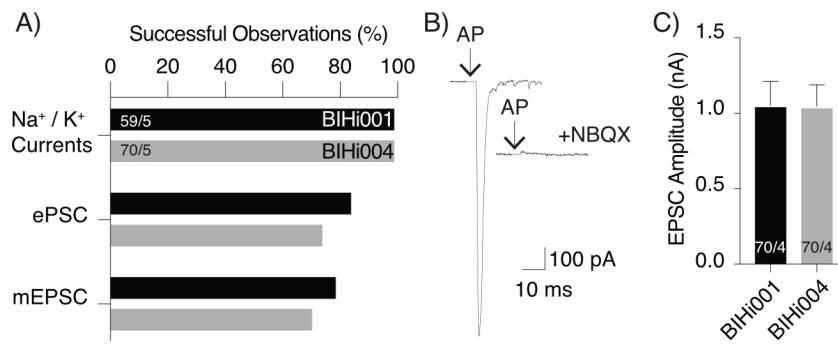 A)
Successful Observations (%)
0 20 40 60 80 100
Na⁺ / K⁺
Currents
59/5 BIHi001
70/5 BIHi004
ePSC
mEPSC
B)
AP
AP
+NBQX
100 pA
10 ms
C)
EPSC Amplitude (nA)
1.5
1.0
0.5
0.0
70/4 70/4
BIHi001 BIHi004